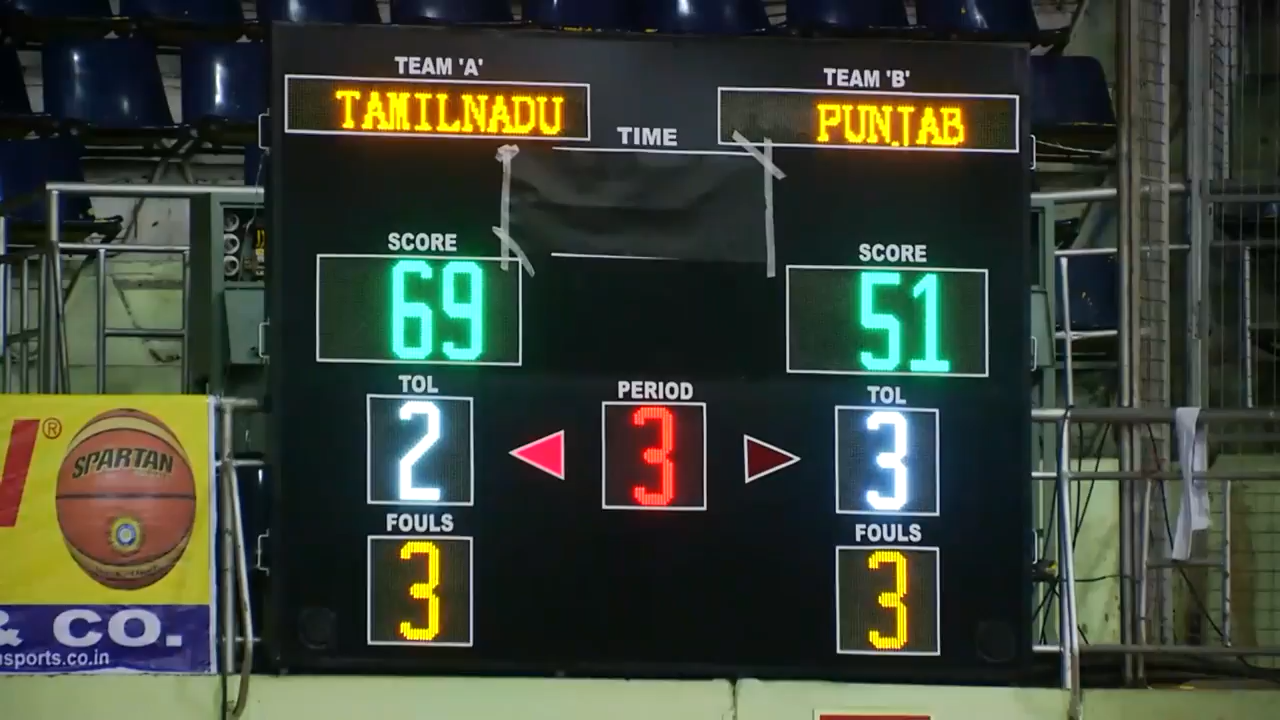 TEAM 'A'
TAMILNADU
TEAM 'B'
PUNJAB
TIME
SCORE
69
SCORE
51
TOL
2
PERIOD
3
TOL
3
FOULS
3
FOULS
3
®
SPARTAN
& CO.
sports.co.in